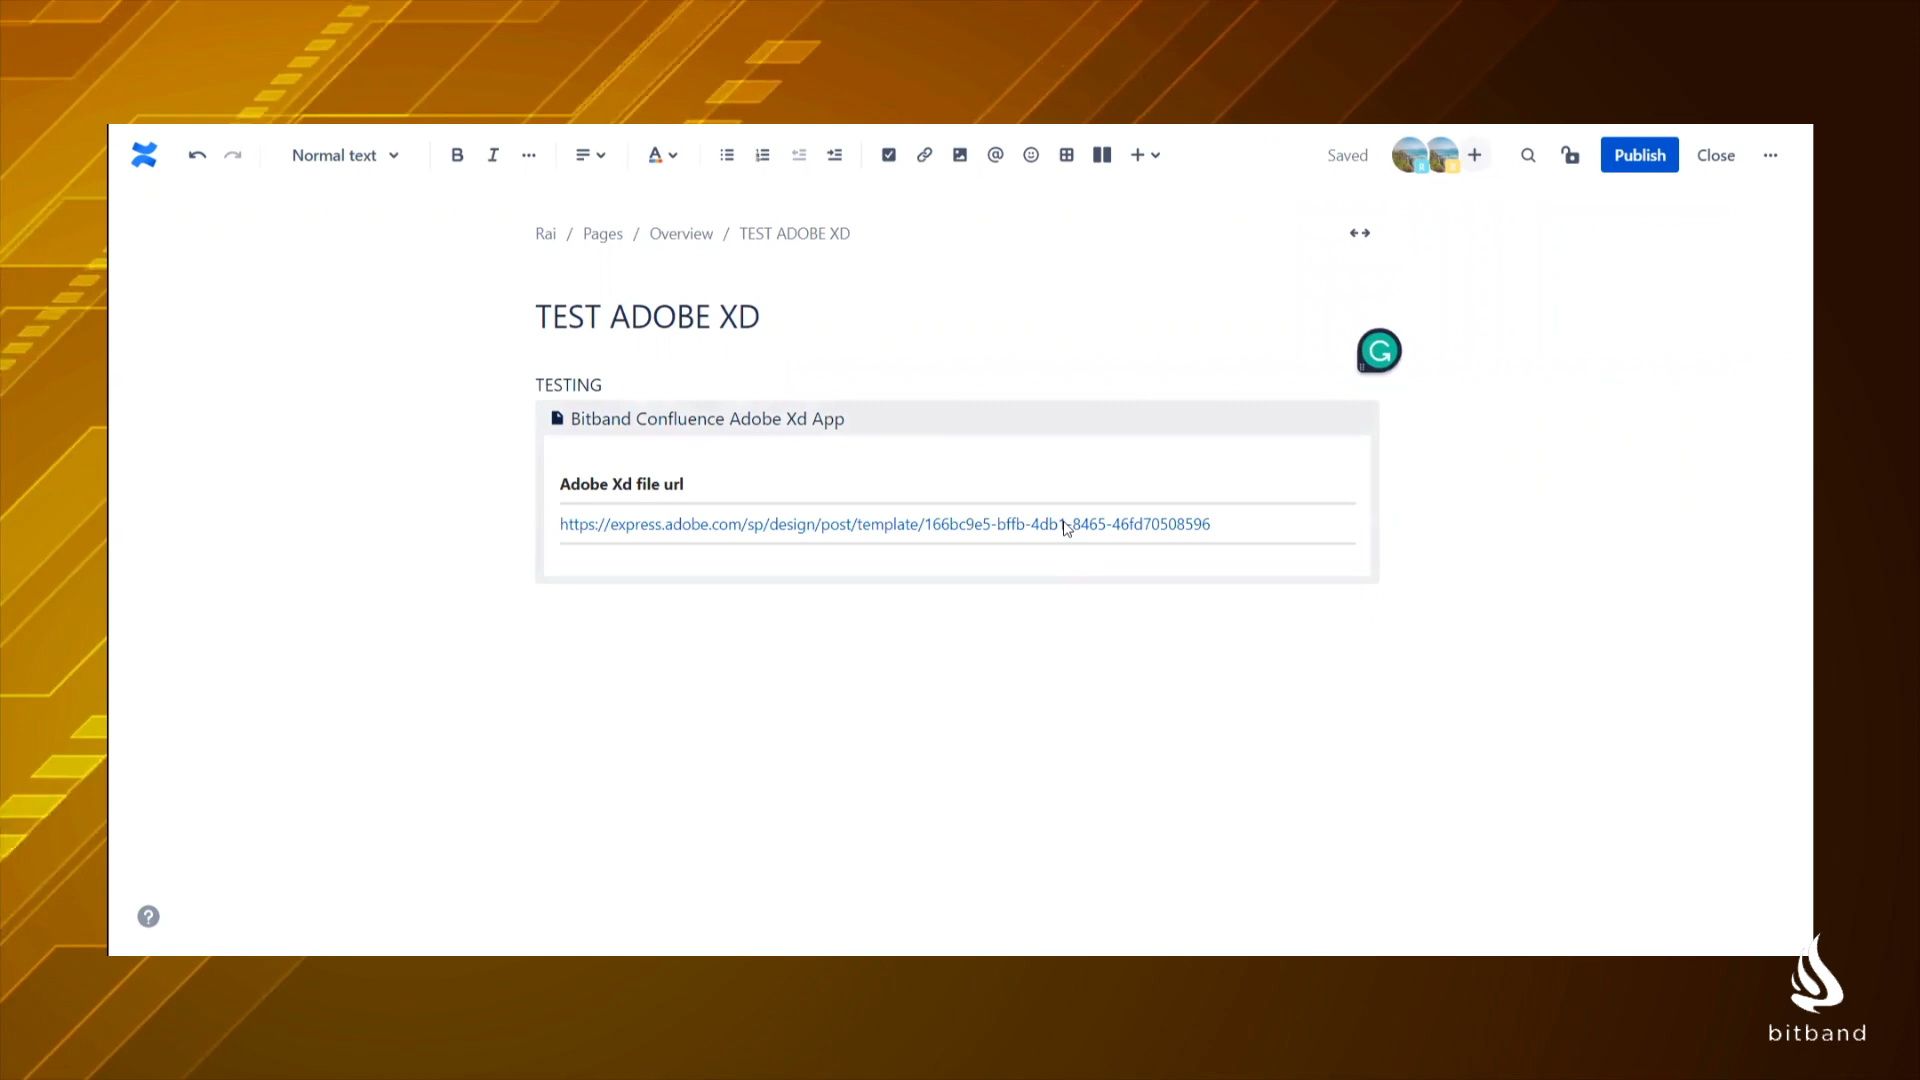 Normal text
Saved
Publish
Close
Rai / Pages / Overview / TEST ADOBE XD
TEST ADOBE XD
TESTING
Bitband Confluence Adobe Xd App
Adobe Xd file url
https://express.adobe.com/sp/design/post/template/166bc9e5-bffb-4db1-8465-46fd70508596
bitband